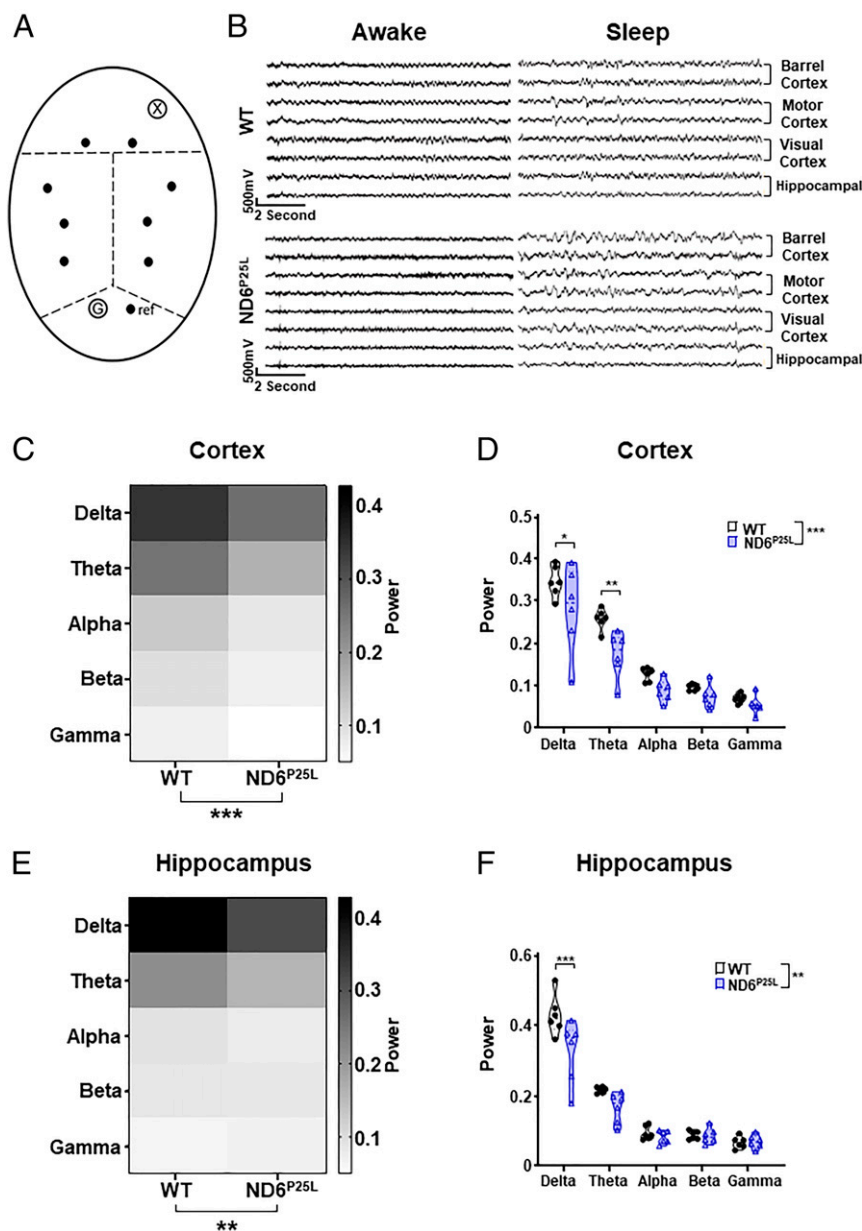 A
X
G
ref
B
Awake Sleep
WT
Barrel
Cortex
Motor
Cortex
Visual
Cortex
Hippocampal
500mV
2 Second
ND6P25L
Barrel
Cortex
Motor
Cortex
Visual
Cortex
Hippocampal
500mV
2 Second
C
Cortex
Delta
Theta
Alpha
Beta
Gamma
WT ND6P25L
***
0.4
0.3
0.2
0.1
Power
D
Cortex
Power
0.5
0.3
0.2
0.1
0
*
**
WT
ND6P25L
***
Delta Theta Alpha Beta Gamma
E
Hippocampus
Delta
Theta
Alpha
Beta
Gamma
WT ND6P25L
**
0.4
0.3
0.2
0.1
Power
F
Hippocampus
Power
0.6
0.4
0.2
0
***
WT
ND6P25L
**
Delta Theta Alpha Beta Gamma